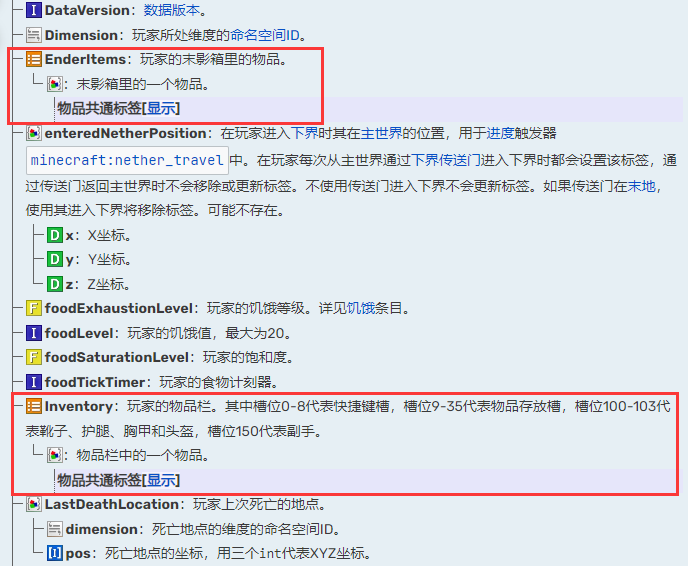 I DataVersion：数据版本。
Dimension：玩家所处维度的命名空间ID。
EnderItems：玩家的末影箱里的物品。
：末影箱里的一个物品。
物品共通标签[显示]
enteredNetherPosition：在玩家进入下界时其在主世界的位置，用于进度触发器
minecraft:nether_travel中。在玩家每次从主世界通过下界传送门进入下界时都会设置该标签，通
过传送门返回主世界时不会移除或更新标签。不使用传送门进入下界不会更新标签。如果传送门在末地，
使用其进入下界将移除标签。可能不存在。
D x：X坐标。
D y：Y坐标。
D z：Z坐标。
F foodExhaustionLevel：玩家的饥饿等级。详见饥饿条目。
I foodLevel：玩家的饥饿值，最大为20。
F foodSaturationLevel：玩家的饱和度。
I foodTickTimer：玩家的食物计刻器。
Inventory：玩家的物品栏。其中槽位0-8代表快捷键槽，槽位9-35代表物品存放槽，槽位100-103代
表靴子、护腿、胸甲和头盔，槽位150代表副手。
：物品栏中的一个物品。
物品共通标签[显示]
LastDeathLocation：玩家上次死亡的地点。
dimension：死亡地点的维度的命名空间ID。
[I] pos：死亡地点的坐标，用三个int代表XYZ坐标。